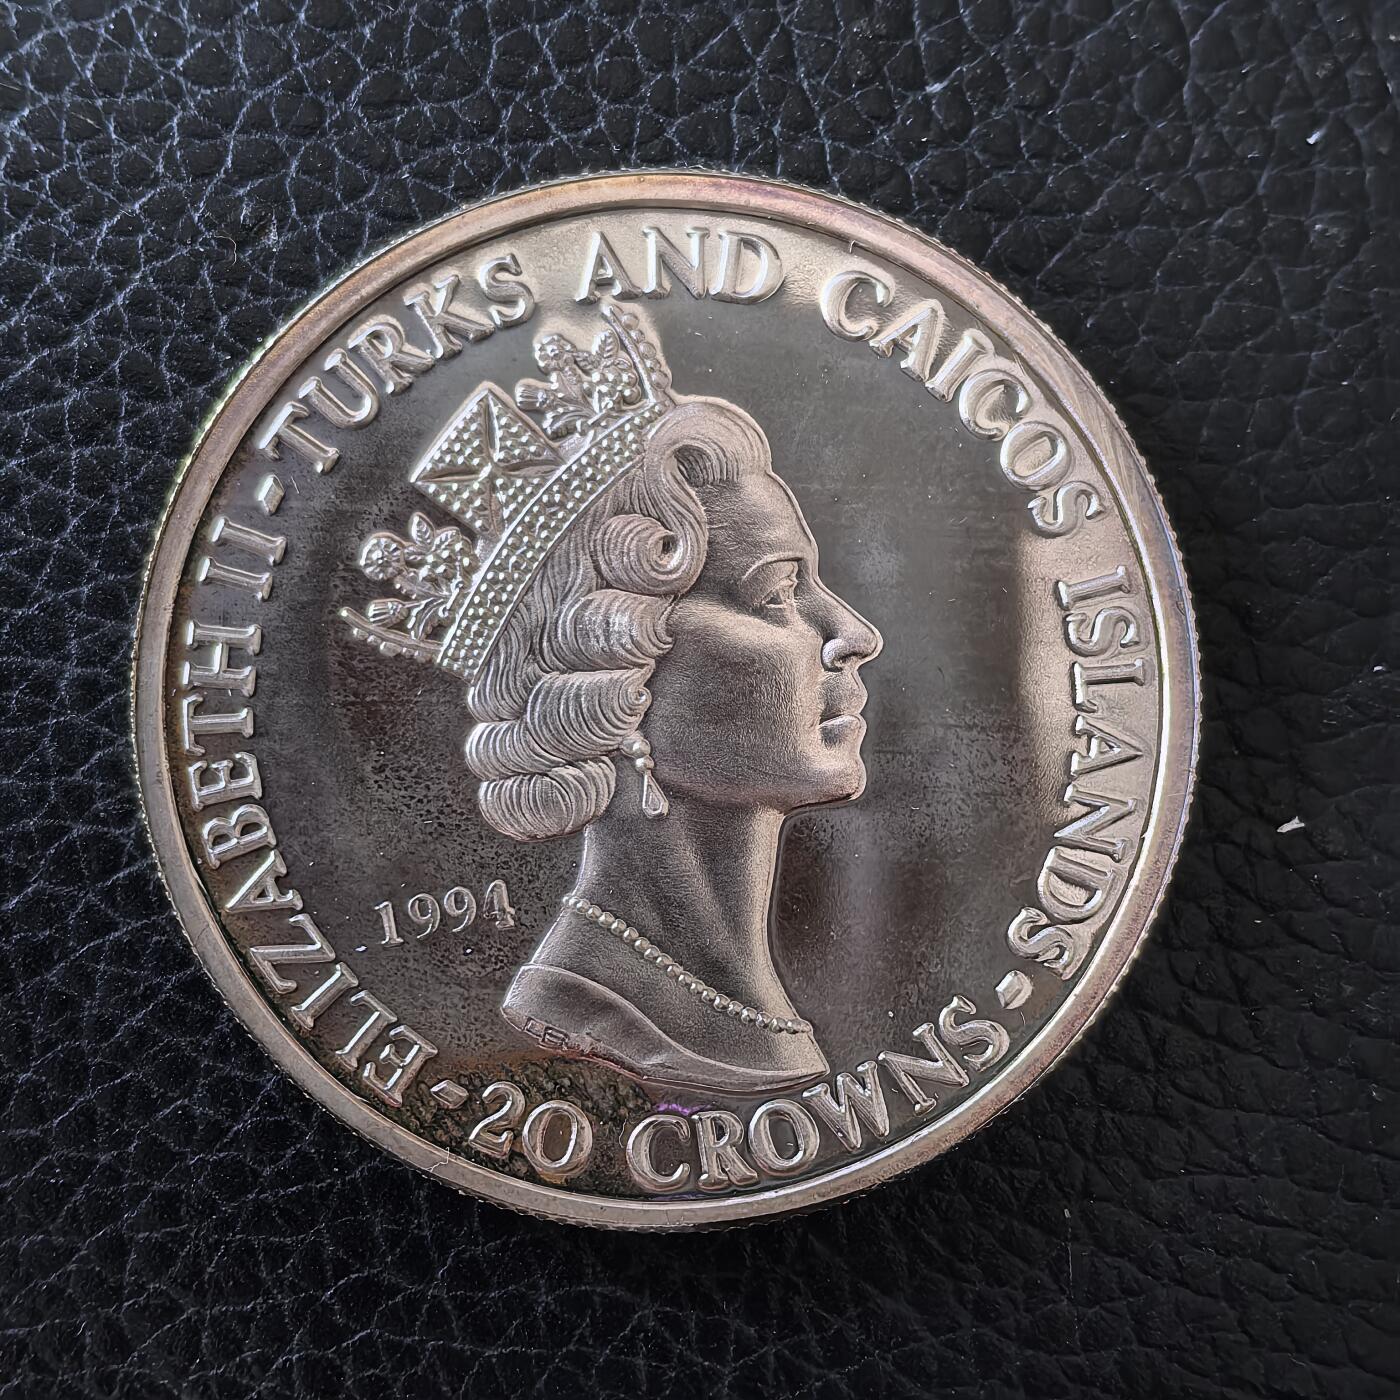 ELIZABETH II - TURKS AND CAICOS ISLANDS -
1994
- 20 CROWNS